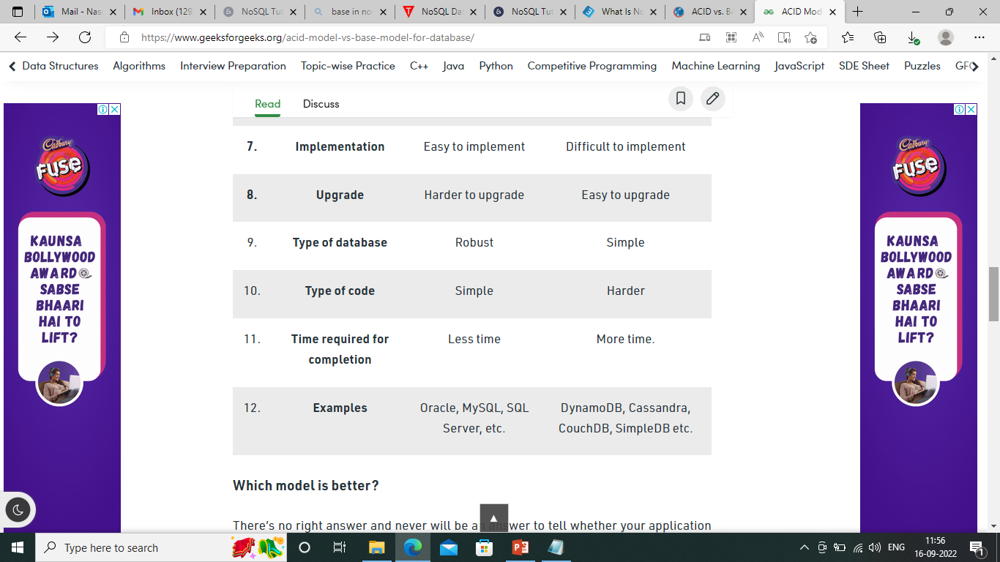 Mail - Nas
Inbox (129
NoSQL Tut
base in nos
NoSQL Dat
NoSQL Tut
What Is No
ACID vs. BA
ACID Mod
https://www.geeksforgeeks.org/acid-model-vs-base-model-for-database/
Data Structures Algorithms Interview Preparation Topic-wise Practice C++ Java Python Competitive Programming Machine Learning JavaScript SDE Sheet Puzzles GFG
Read Discuss
7. Implementation Easy to implement Difficult to implement
8. Upgrade Harder to upgrade Easy to upgrade
9. Type of database Robust Simple
10. Type of code Simple Harder
11. Time required for Less time More time.
completion
12. Examples Oracle, MySQL, SQL DynamoDB, Cassandra,
Server, etc. CouchDB, SimpleDB etc.
Which model is better?
There's no right answer and never will be an answer to tell whether your application
Cadbury
FUSE
KAUNSA
BOLLYWOOD
AWARD
SABSE
BHAARI
HAI TO
LIFT?
Cadbury
FUSE
KAUNSA
BOLLYWOOD
AWARD
SABSE
BHAARI
HAI TO
LIFT?
Type here to search
ENG
11:56
16-09-2022
1